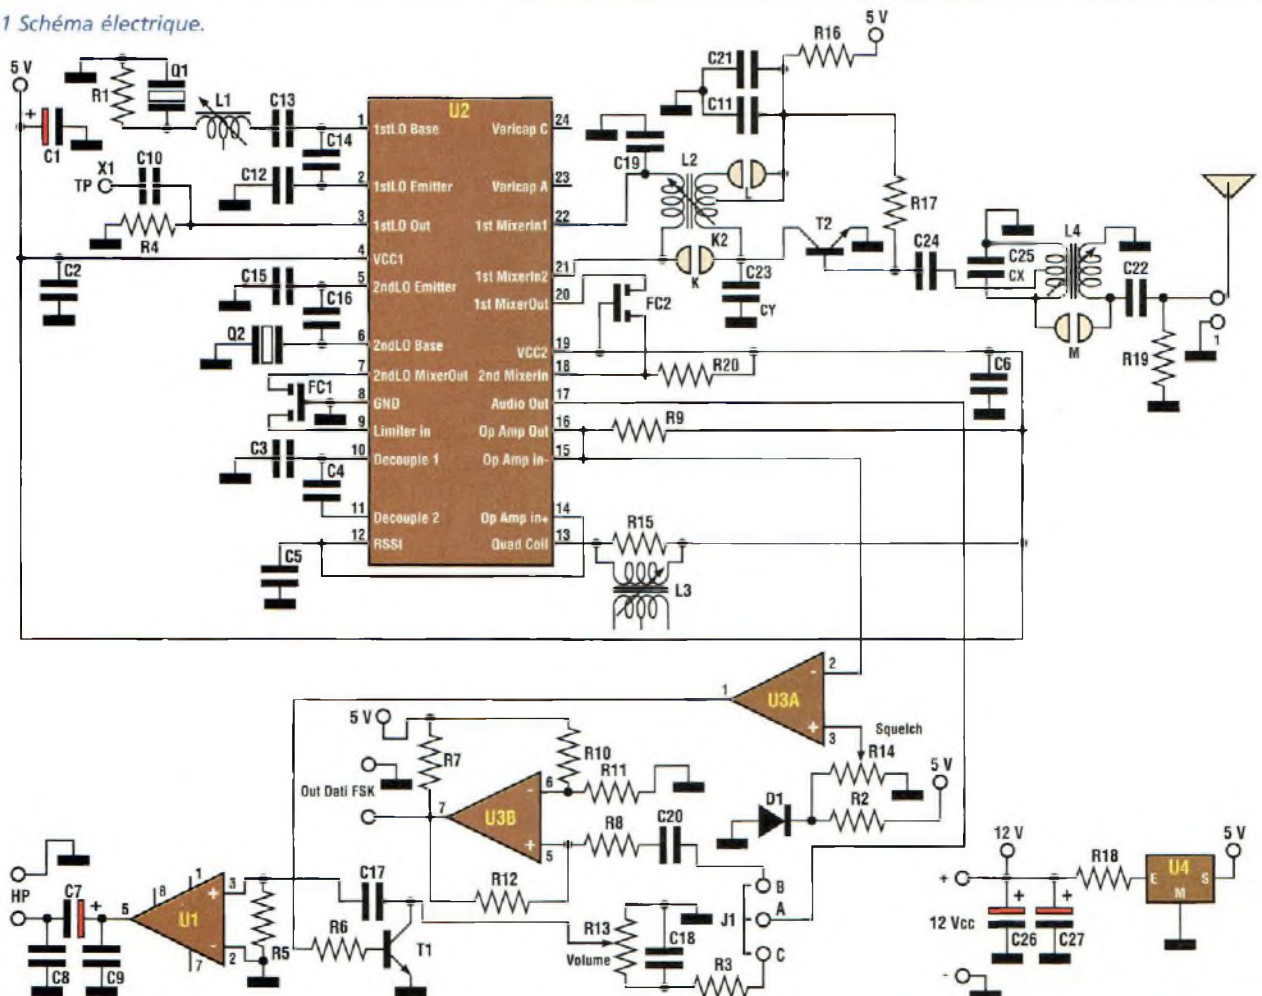 1 Schéma électrique.
5 V
R1
Q1
L1
C13
C14
+
C1
C10
X1
TP
C12
R4
C2
C15
C16
Q2
FC1
C3
C4
C5
U2
1 1stLO Base
2 1stLO Emitter
3 1stLO Out
4 VCC1
5 2ndLO Emitter
6 2ndLO Base
7 2ndLO MixerOut
8 GND
9 Limiter in
10 Decouple 1
11 Decouple 2
12 RSSI
Varicap C 24
Varicap A 23
1st MixerIn1 22
1st MixerIn2 21
1st MixerOut 20
VCC2 19
2nd MixerIn 18
Audio Out 17
Op Amp Out 16
Op Amp in- 15
Op Amp in+ 14
Quad Coil 13
C21
C11
R16
5 V
C19
L2
L
K2
K
C23
CY
FC2
R20
T2
R17
C24
C25
CX
L4
M
C22
R19
1
C6
R9
R15
L3
1
U3A
-
2
+
3
Squelch
R14
5 V
R2
D1
5 V
R7
R10
R11
Out Dati FSK
7
U3B
-
6
+
5
R8
C20
R12
HP
C7
+
5
U1
8
1
3
+
-
2
7
C8
C9
R5
C17
R6
T1
R13
Volume
C18
R3
J1
B
A
C
12 V
+
12 Vcc
-
+
C26
+
C27
R18
U4
E
M
S
5 V